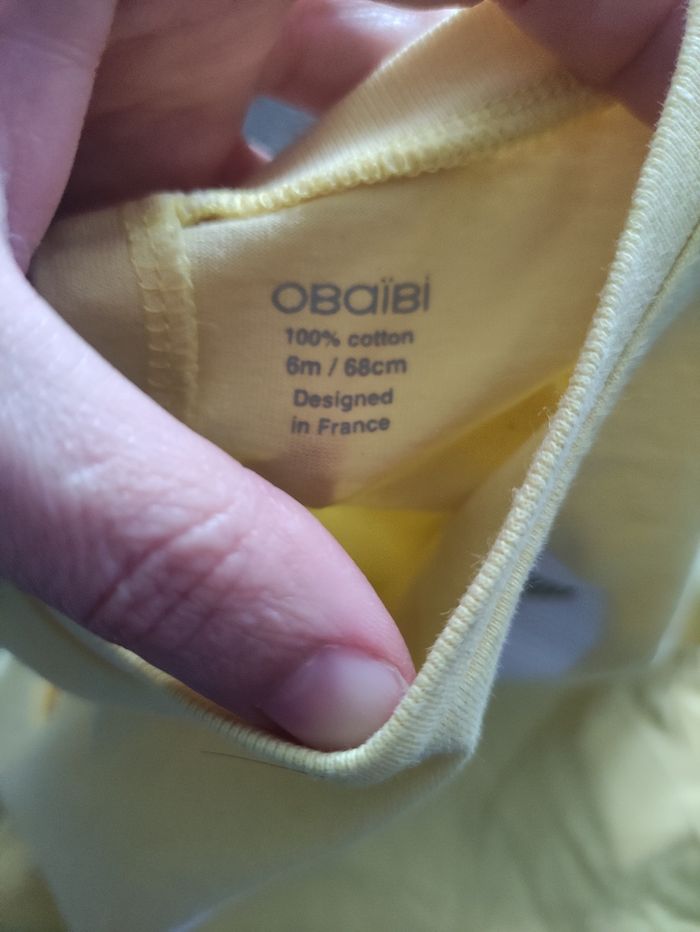 OBaïBi
100% cotton
6m / 68cm
Designed
in France